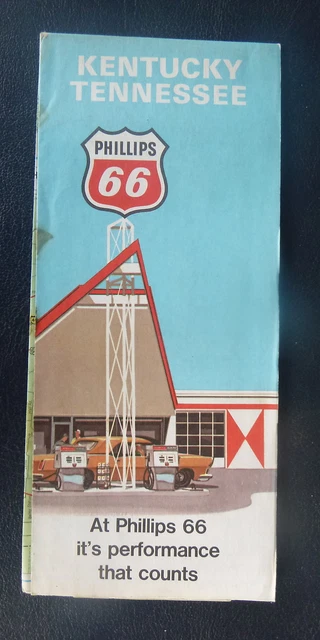 KENTUCKY
TENNESSEE
PHILLIPS
66
At Phillips 66
it's performance
that counts